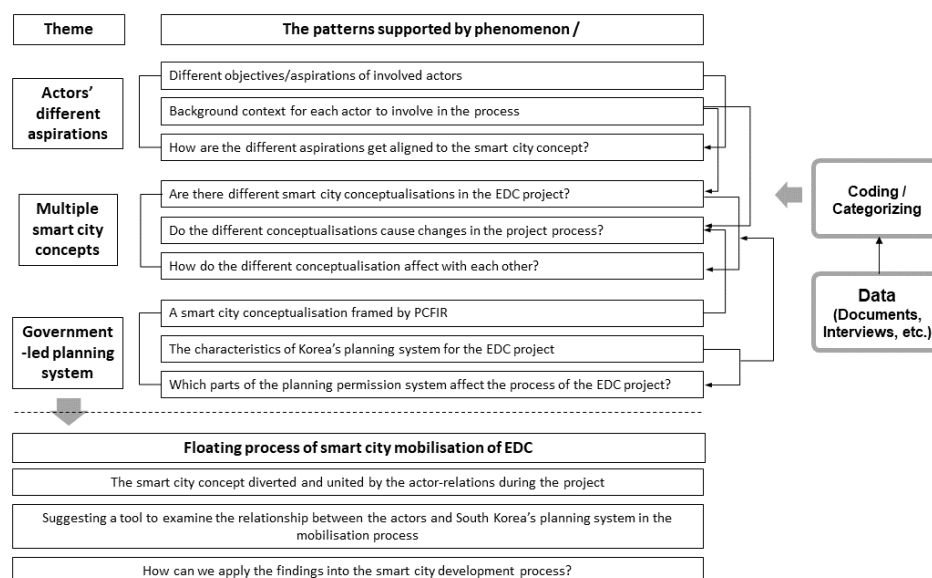 Theme
The patterns supported by phenomenon /
Actors'
different
aspirations
Different objectives/aspirations of involved actors
Background context for each actor to involve in the process
How are the different aspirations get aligned to the smart city concept?
Multiple
smart city
concepts
Are there different smart city conceptualisations in the EDC project?
Do the different conceptualisations cause changes in the project process?
How do the different conceptualisation affect with each other?
Government
-led planning
system
A smart city conceptualisation framed by PCFIR
The characteristics of Korea's planning system for the EDC project
Which parts of the planning permission system affect the process of the EDC project?
Coding /
Categorizing
Data
(Documents,
Interviews, etc.)
Floating process of smart city mobilisation of EDC
The smart city concept diverted and united by the actor-relations during the project
Suggesting a tool to examine the relationship between the actors and South Korea's planning system in the
mobilisation process
How can we apply the findings into the smart city development process?